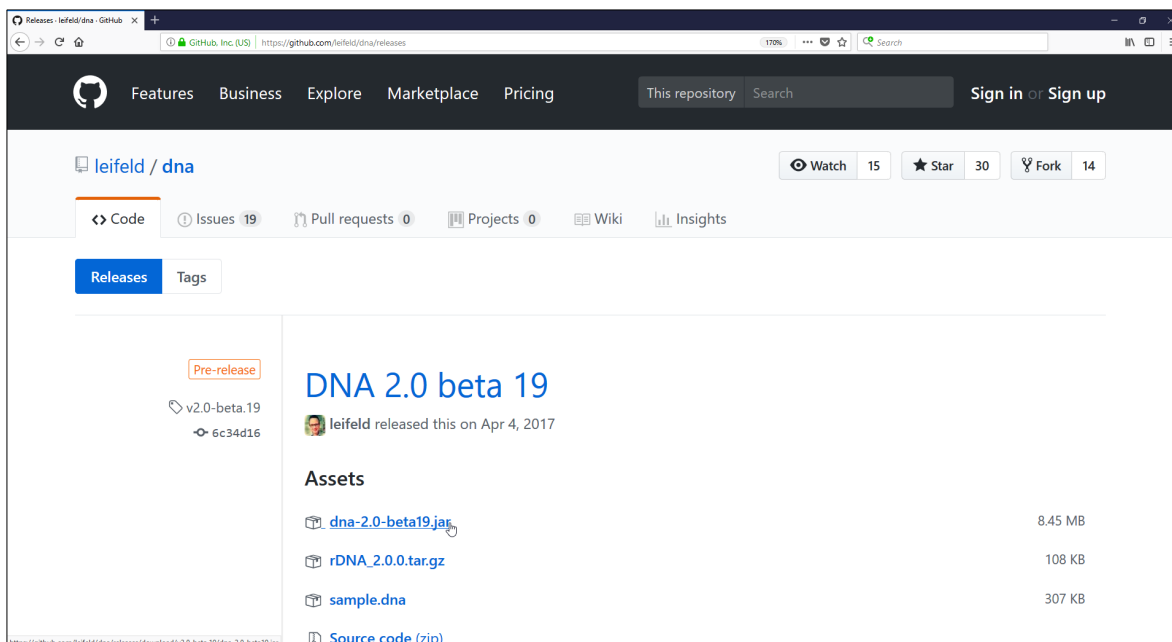 Releases · leifeld/dna · GitHub
GitHub, Inc. (US) https://github.com/leifeld/dna/releases 170% Search
Features Business Explore Marketplace Pricing This repository Search Sign in or Sign up
leifeld / dna Watch 15 Star 30 Fork 14
Code Issues 19 Pull requests 0 Projects 0 Wiki Insights
Releases Tags
Pre-release
DNA 2.0 beta 19
v2.0-beta.19
leifeld released this on Apr 4, 2017
6c34d16
Assets
dna-2.0-beta19.jar 8.45 MB
rDNA_2.0.0.tar.gz 108 KB
sample.dna 307 KB
Source code (zip)